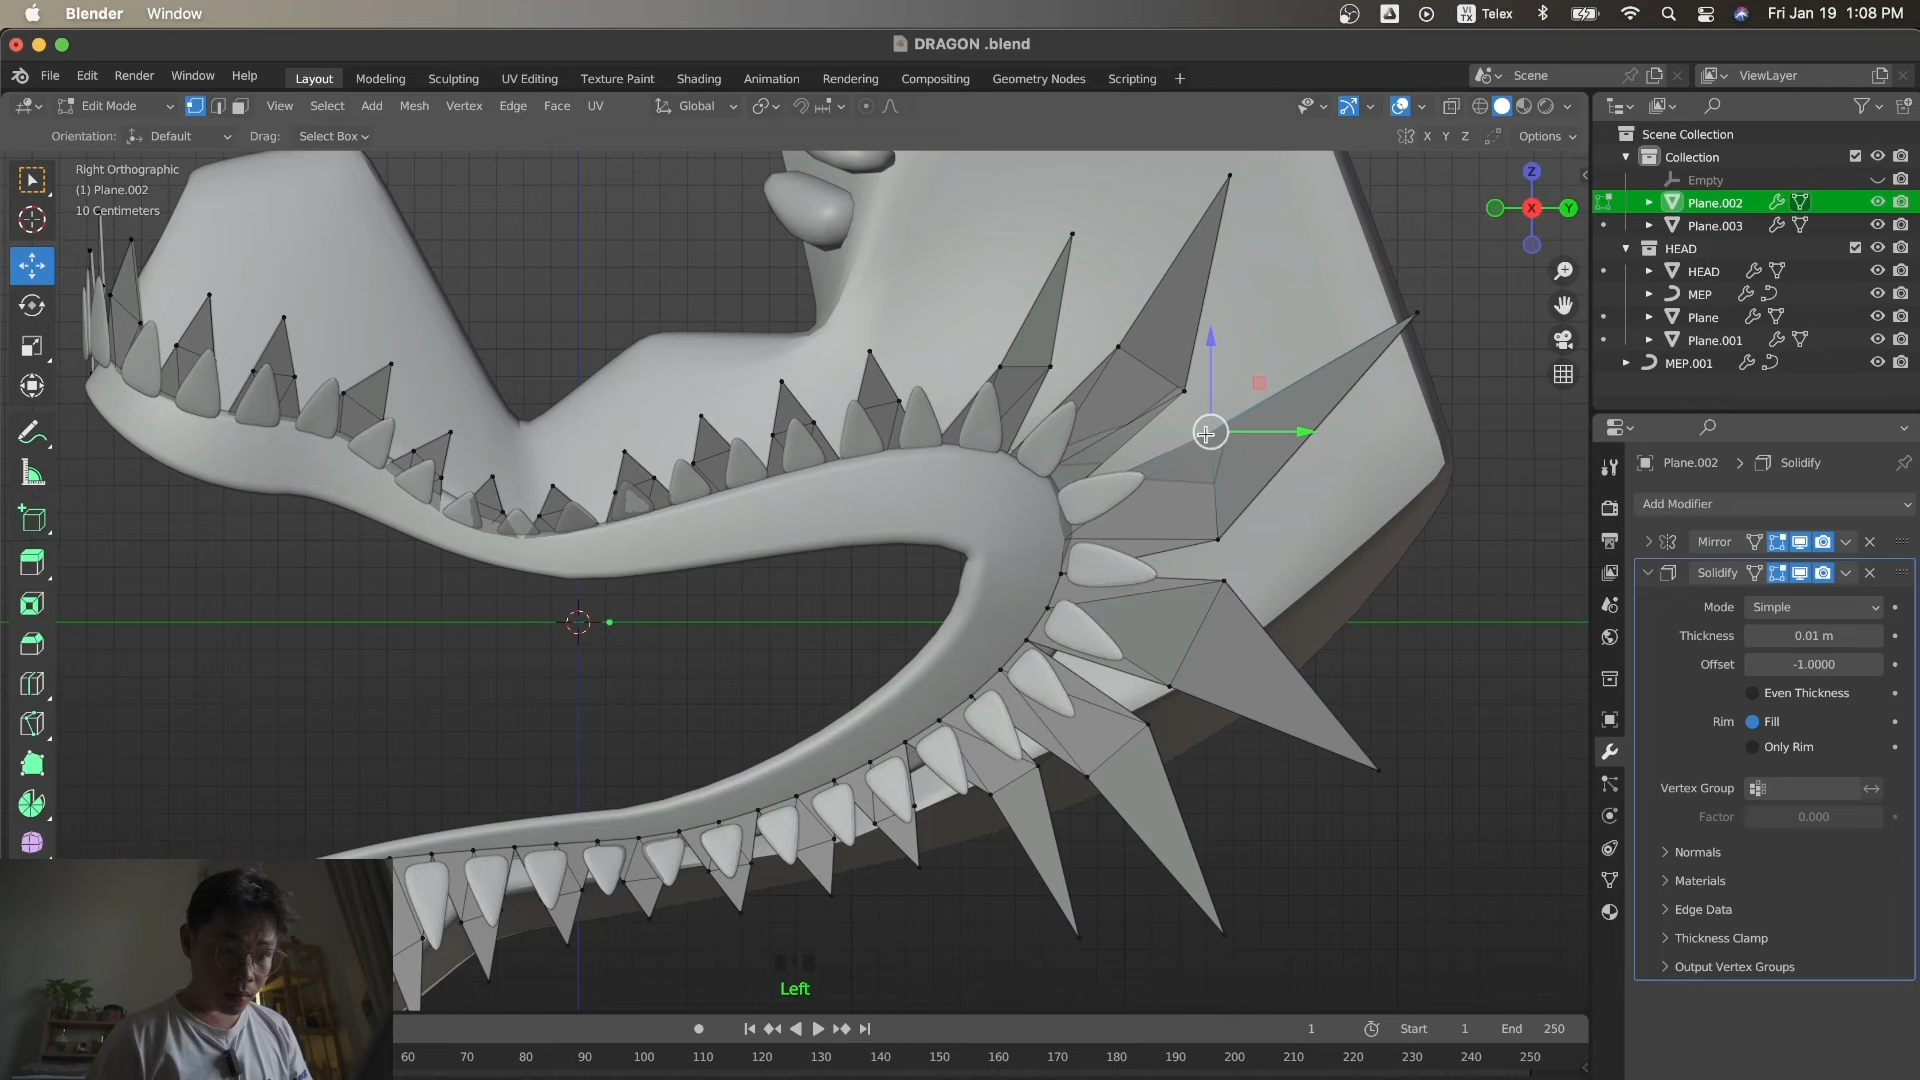 Blender Window
VI TX Telex Fri Jan 19 1:08 PM
DRAGON .blend
File Edit Render Window Help Layout Modeling Sculpting UV Editing Texture Paint Shading Animation Rendering Compositing Geometry Nodes Scripting +
Scene ViewLayer
Edit Mode View Select Add Mesh Vertex Edge Face UV Global
Orientation: Default Drag: Select Box X Y Z Options
Right Orthographic
(1) Plane.002
10 Centimeters
Z
X
Y
Scene Collection
Collection
Empty
Plane.002
Plane.003
HEAD
HEAD
MEP
Plane
Plane.001
MEP.001
Plane.002 > Solidify
Add Modifier
Mirror
Solidify
Mode Simple
Thickness 0.01 m
Offset -1.0000
Even Thickness
Rim Fill
Only Rim
Vertex Group
Factor 0.000
Normals
Materials
Edge Data
Thickness Clamp
Output Vertex Groups
Left
1 Start 1 End 250
60 70 80 90 100 110 120 130 140 150 160 170 180 190 200 210 220 230 240 250